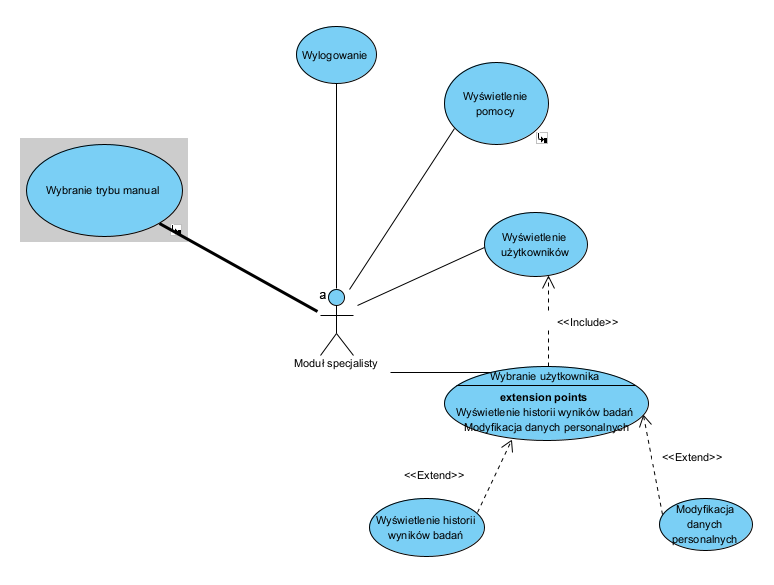 Wylogowanie
Wyświetlenie
pomocy
Wybranie trybu manual
Wyświetlenie
użytkowników
a
<<Include>>
Moduł specjalisty
Wybranie użytkownika
extension points
Wyświetlenie historii wyników badań
Modyfikacja danych personalnych
<<Extend>>
<<Extend>>
Wyświetlenie historii
wyników badań
Modyfikacja
danych
personalnych